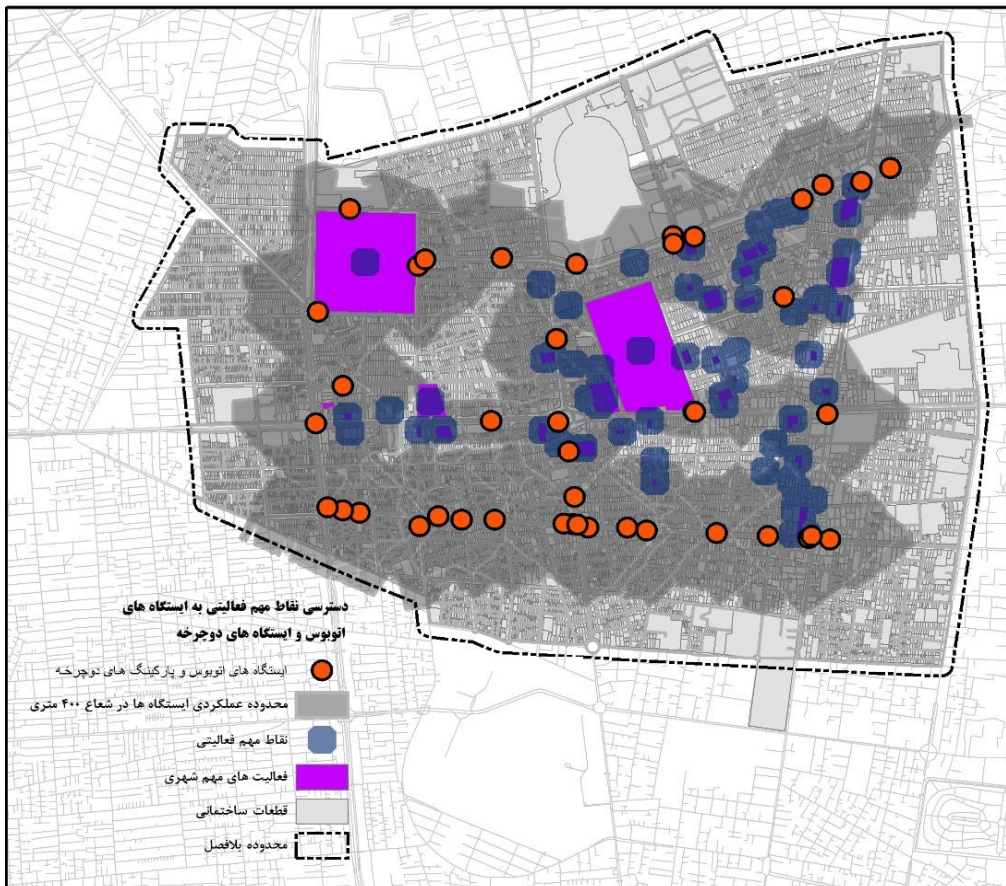 دسترسی نقاط مهم فعالیتی به ایستگاه های
اتوبوس و ایستگاه های دوچرخه
ایستگاه های اتوبوس و پارکینگ های دوچرخه
محدوده عملکردی ایستگاه ها در شعاع ۴۰۰ متری
نقاط مهم فعالیتی
فعالیت های مهم شهری
قطعات ساختمانی
محدوده بلافصل